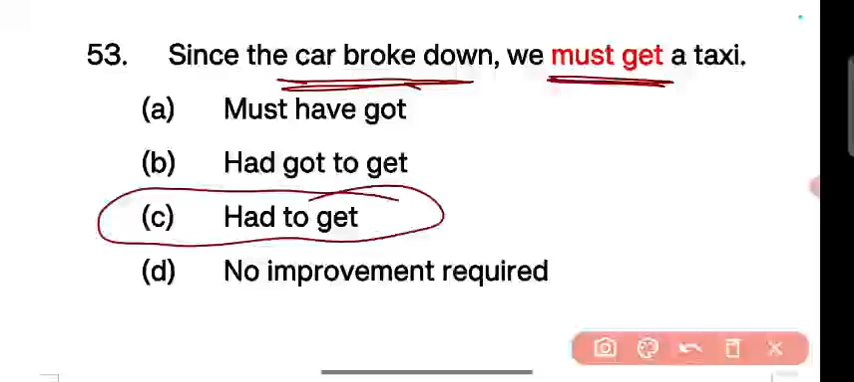 53. Since the car broke down, we must get a taxi.
(a) Must have got
(b) Had got to get
(c) Had to get
(d) No improvement required